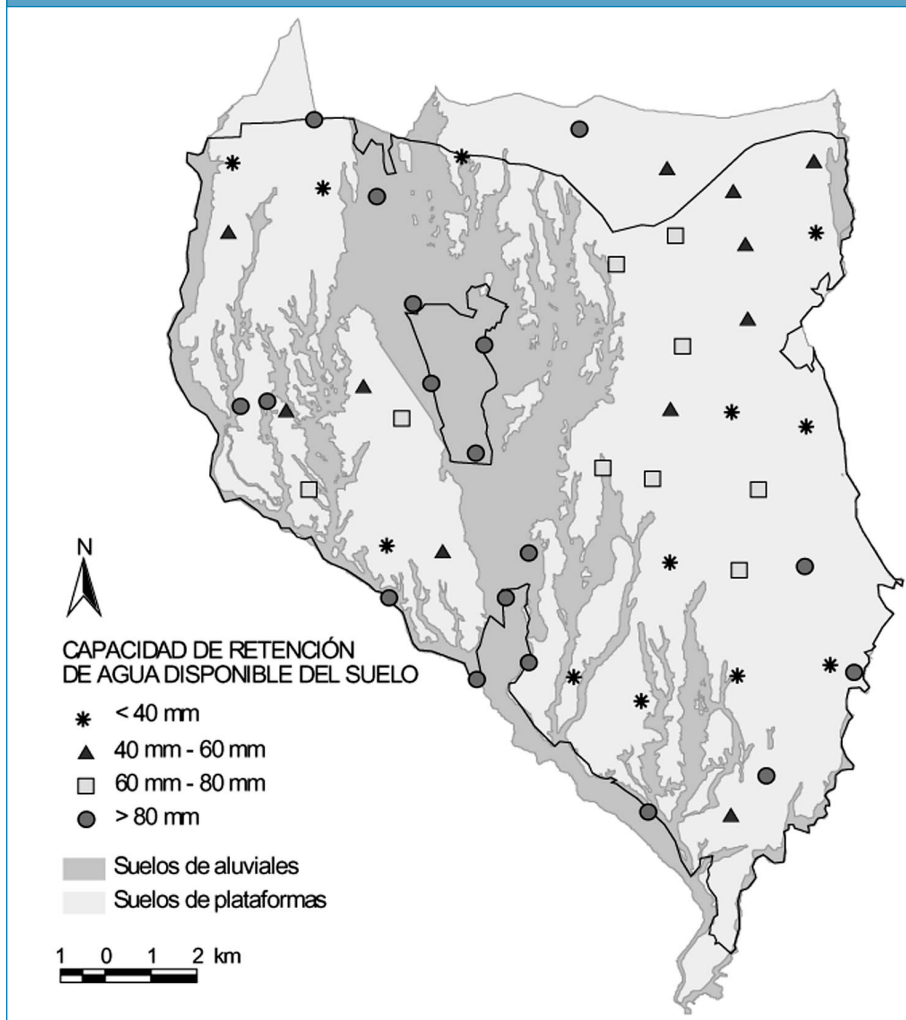 N
CAPACIDAD DE RETENCIÓN
DE AGUA DISPONIBLE DEL SUELO
< 40 mm
40 mm - 60 mm
60 mm - 80 mm
> 80 mm
Suelos de aluviales
Suelos de plataformas
1 0 1 2 km